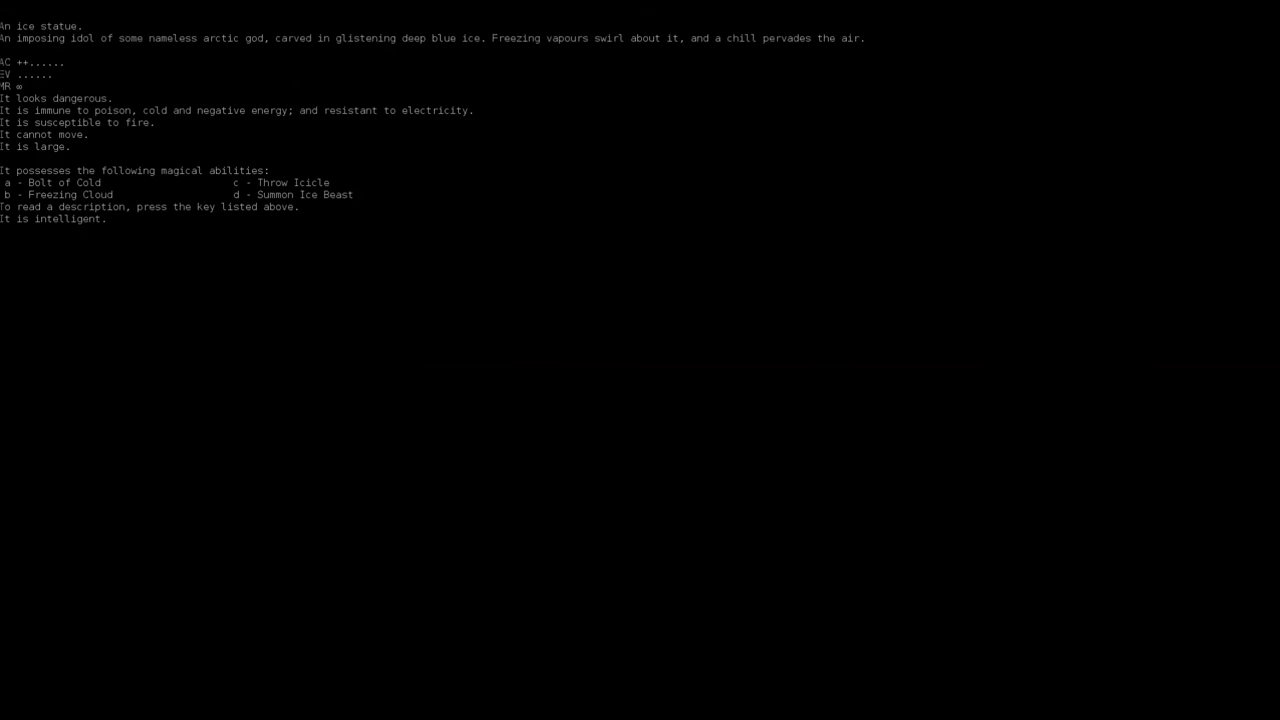 An ice statue.
An imposing idol of some nameless arctic god, carved in glistening deep blue ice. Freezing vapours swirl about it, and a chill pervades the air.
AC ++......
EV ......
MR ∞
It looks dangerous.
It is immune to poison, cold and negative energy; and resistant to electricity.
It is susceptible to fire.
It cannot move.
It is large.
It possesses the following magical abilities:
a - Bolt of Cold c - Throw Icicle
b - Freezing Cloud d - Summon Ice Beast
To read a description, press the key listed above.
It is intelligent.